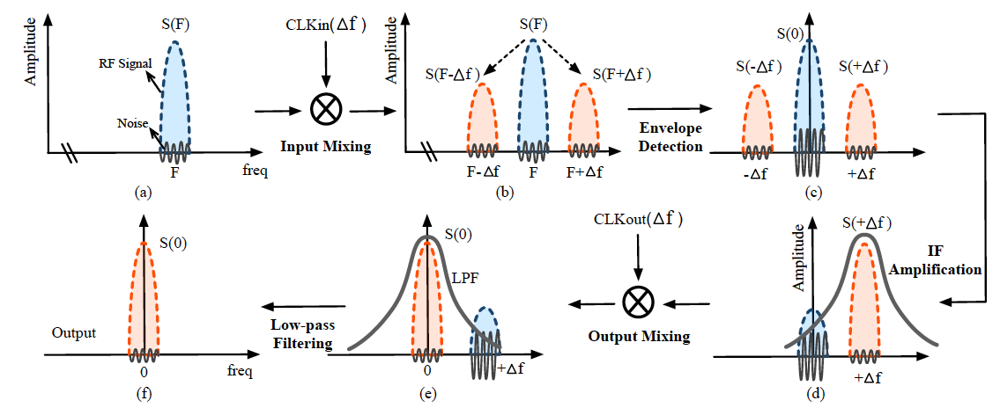 Amplitude
S(F)
RF Signal
Noise
F
freq
(a)
CLKin(Δf )
Input Mixing
Amplitude
S(F)
S(F-Δf )
S(F+Δf )
F-Δf
F
F+Δf
(b)
Envelope
Detection
S(0)
S(-Δf )
S(+Δf )
-Δf
+Δf
(c)
IF
Amplification
Amplitude
S(+Δf )
+Δf
(d)
CLKout(Δf )
Output Mixing
S(0)
LPF
0
+Δf
(e)
Low-pass
Filtering
S(0)
Output
0
freq
(f)